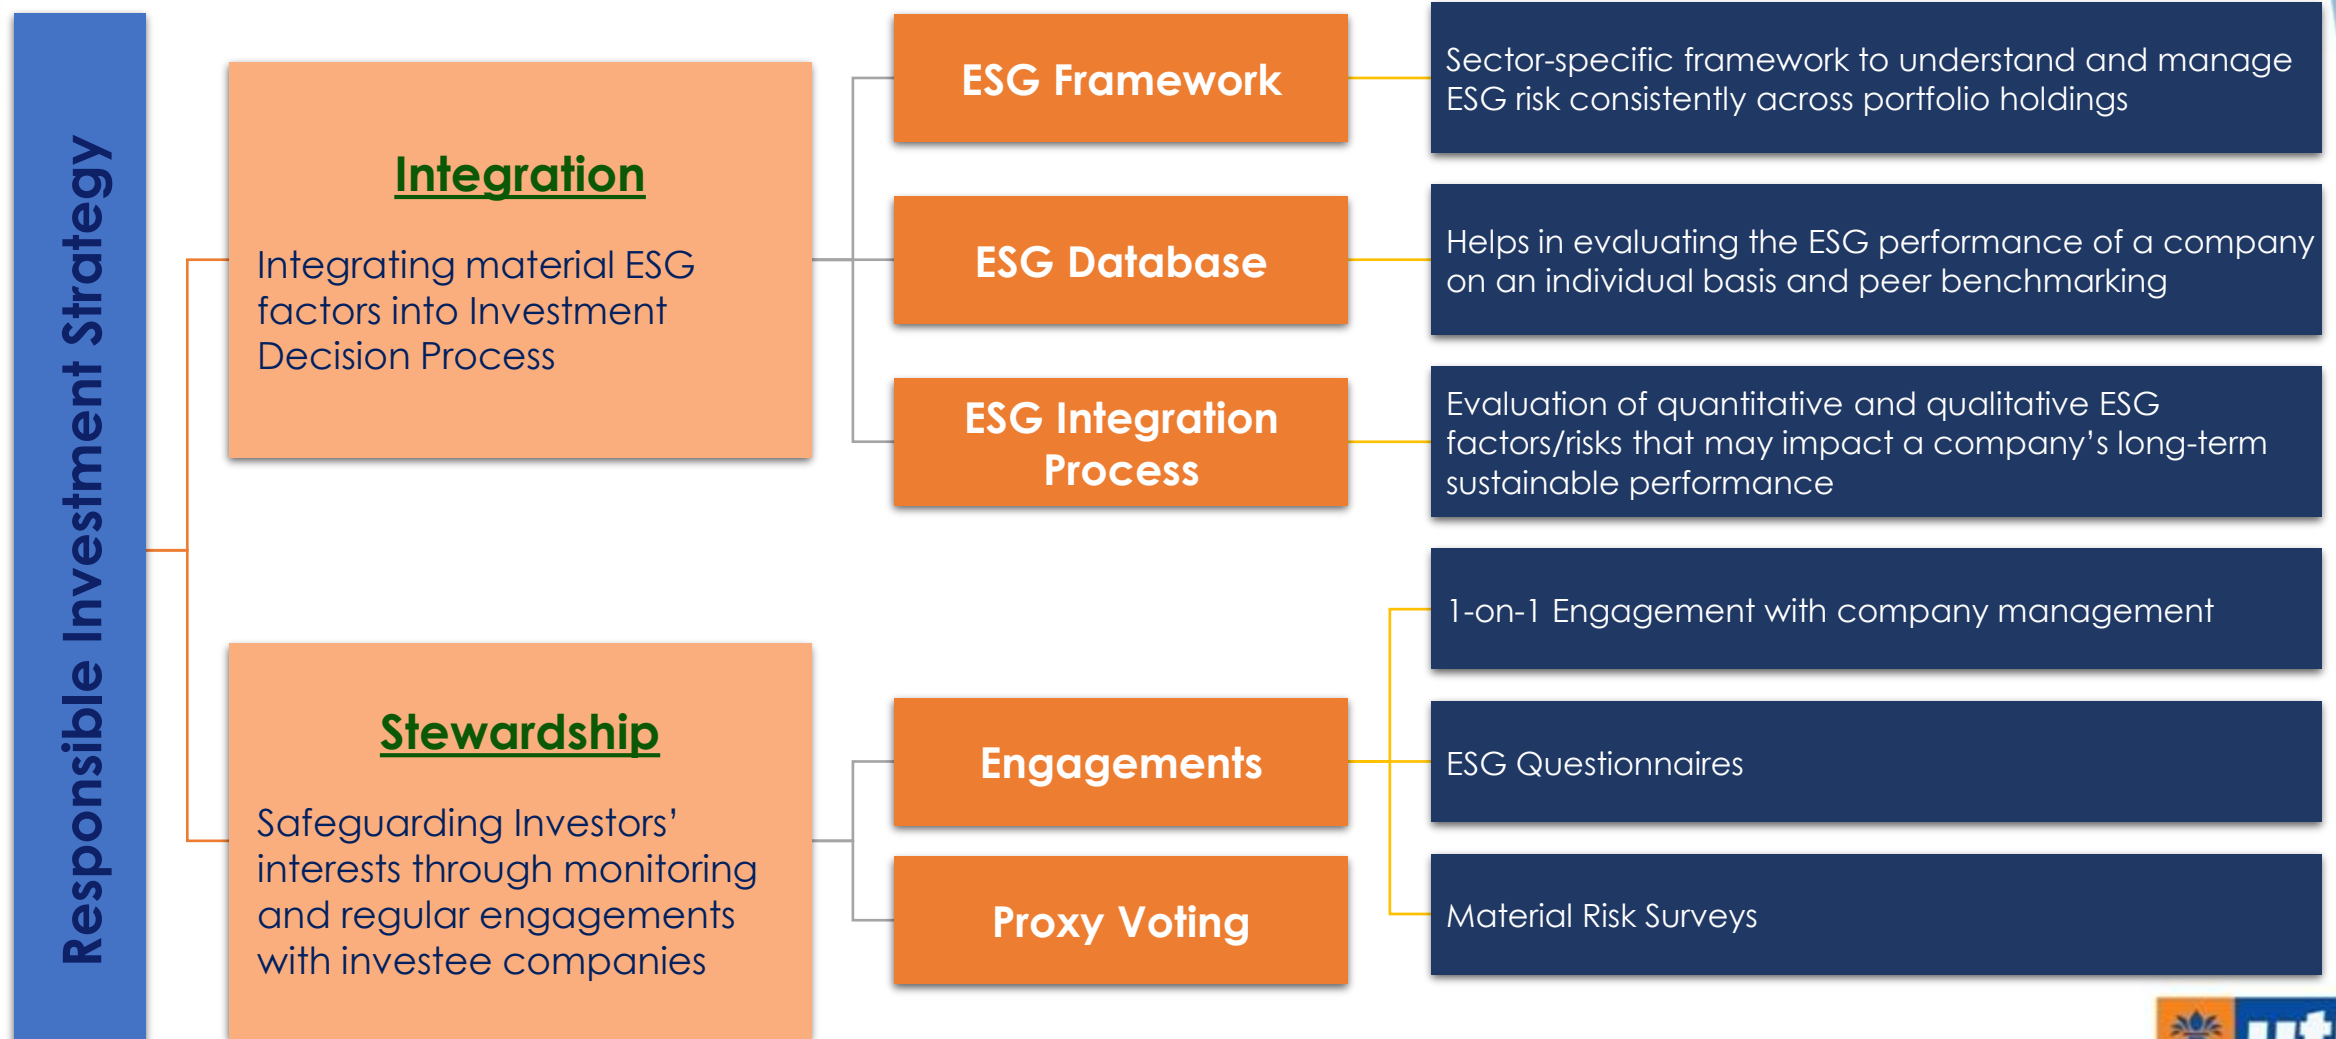 Responsible Investment Strategy
Integration
Integrating material ESG
factors into Investment
Decision Process
ESG Framework
Sector-specific framework to understand and manage
ESG risk consistently across portfolio holdings
ESG Database
Helps in evaluating the ESG performance of a company
on an individual basis and peer benchmarking
ESG Integration
Process
Evaluation of quantitative and qualitative ESG
factors/risks that may impact a company’s long-term
sustainable performance
Stewardship
Safeguarding Investors’
interests through monitoring
and regular engagements
with investee companies
Engagements
1-on-1 Engagement with company management
ESG Questionnaires
Material Risk Surveys
Proxy Voting